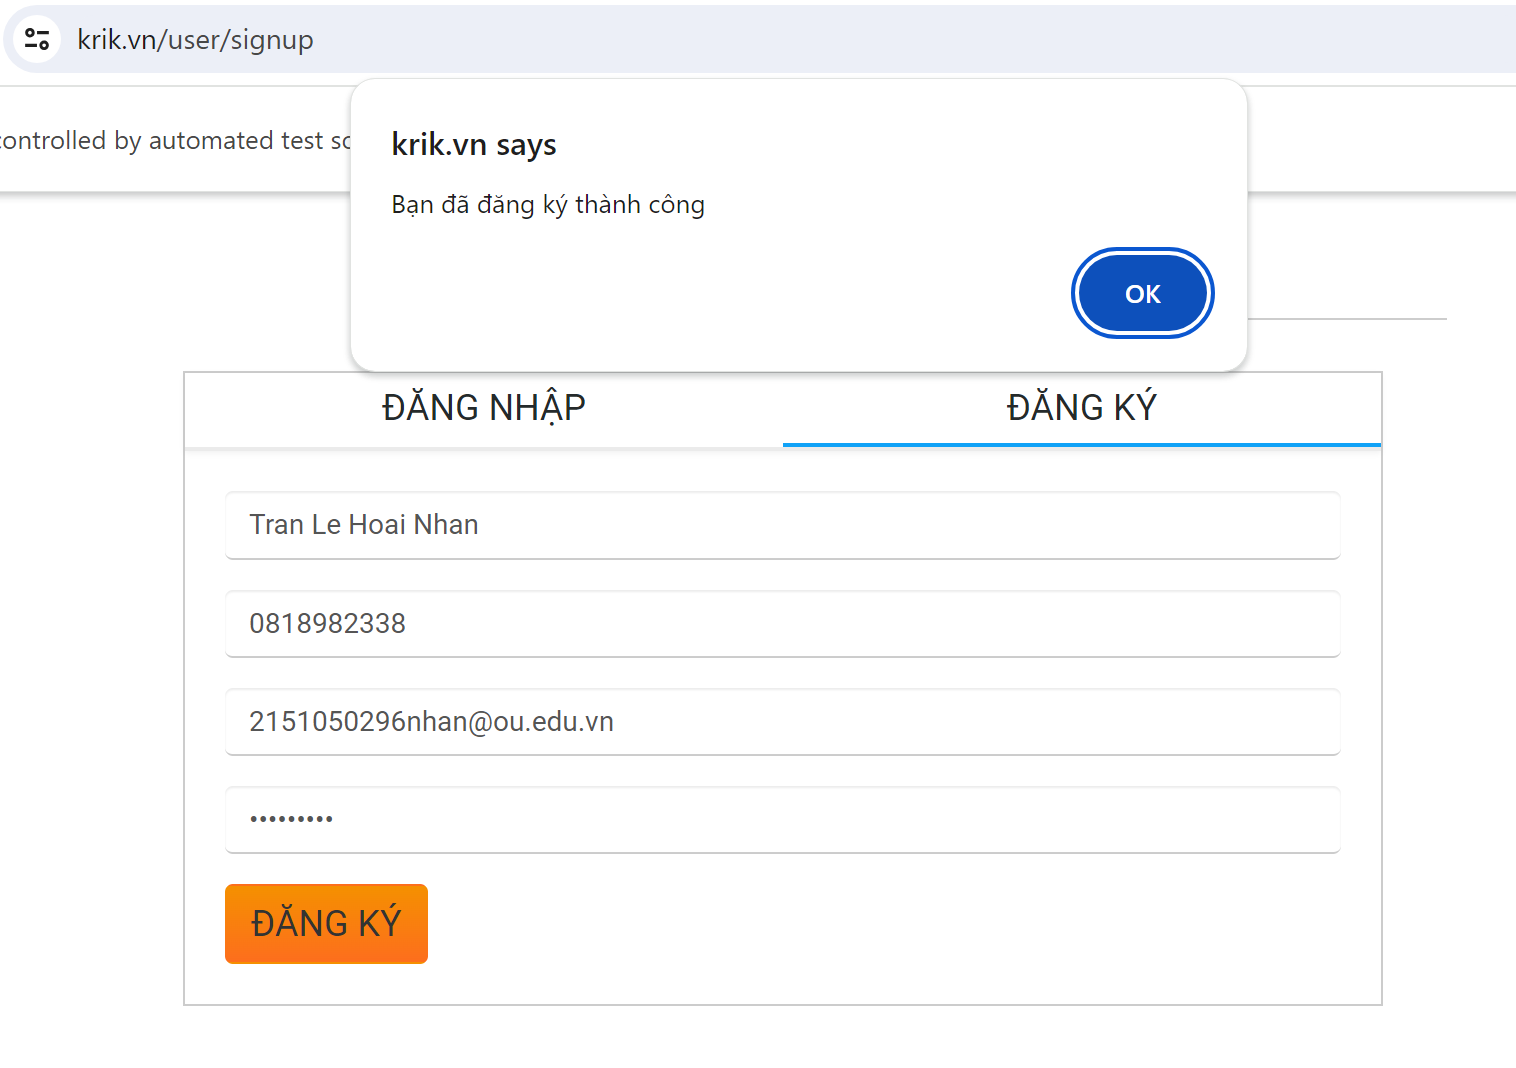 krik.vn/user/signup
controlled by automated test
krik.vn says
Bạn đã đăng ký thành công
OK
ĐĂNG NHẬP
ĐĂNG KÝ
Tran Le Hoai Nhan
0818982338
2151050296nhan@ou.edu.vn
•••••••••
ĐĂNG KÝ